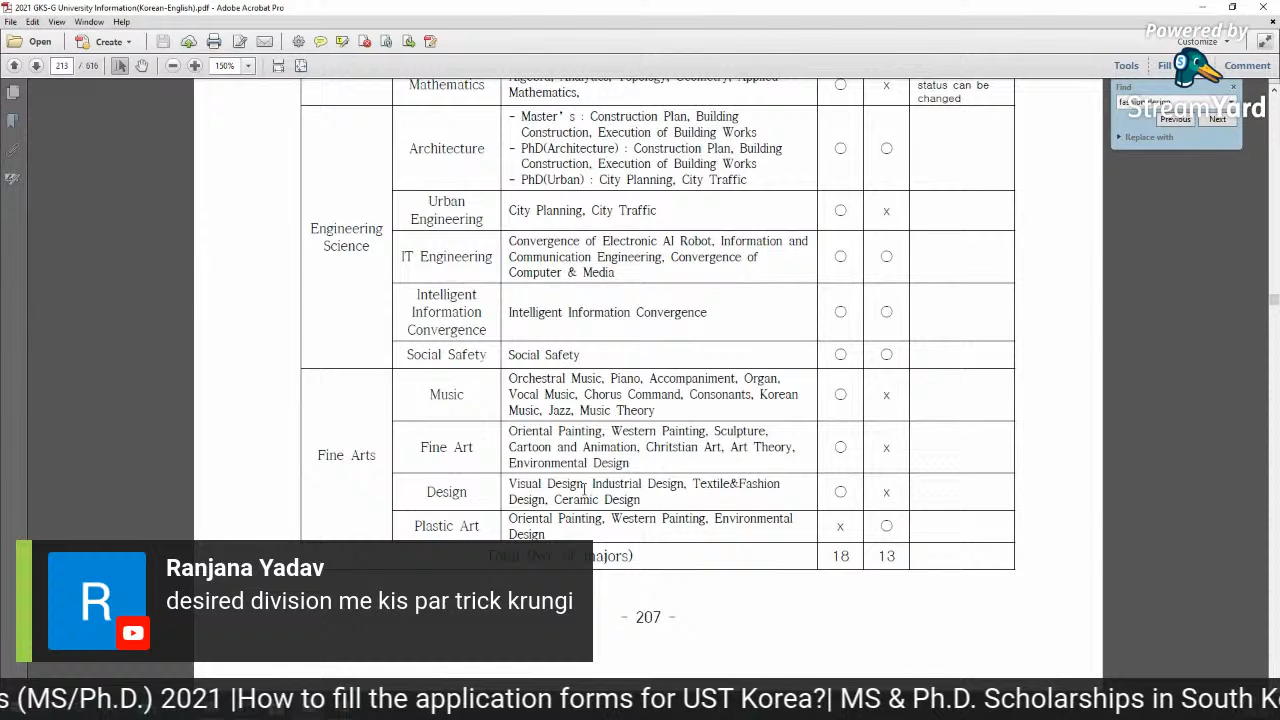 2021 GKS-G University Information(Korean-English).pdf - Adobe Acrobat Pro
File Edit View Window Help
Open Create Customize
213 / 616 150% Tools Fill Comment
Powered by
StreamYard
Find
Previous Next
Replace with
Mathematics
Mathematics,
○ x
status can be
changed
Engineering
Science
Architecture
- Master's : Construction Plan, Building
Construction, Execution of Building Works
- PhD(Architecture) : Construction Plan, Building
Construction, Execution of Building Works
- PhD(Urban) : City Planning, City Traffic
○ ○
Urban
Engineering
City Planning, City Traffic
○ x
IT Engineering
Convergence of Electronic AI Robot, Information and
Communication Engineering, Convergence of
Computer & Media
○ ○
Intelligent
Information
Convergence
Intelligent Information Convergence
○ ○
Social Safety
Social Safety
○ ○
Fine Arts
Music
Orchestral Music, Piano, Accompaniment, Organ,
Vocal Music, Chorus Command, Consonants, Korean
Music, Jazz, Music Theory
○ x
Fine Art
Oriental Painting, Western Painting, Sculpture,
Cartoon and Animation, Chritstian Art, Art Theory,
Environmental Design
○ x
Design
Visual Design, Industrial Design, Textile&Fashion
Design, Ceramic Design
○ x
Plastic Art
Oriental Painting, Western Painting, Environmental
Design
x ○
majors) 18 13
- 207 -
R
Ranjana Yadav
desired division me kis par trick krungi
s (MS/Ph.D.) 2021 |How to fill the application forms for UST Korea?| MS & Ph.D. Scholarships in South K